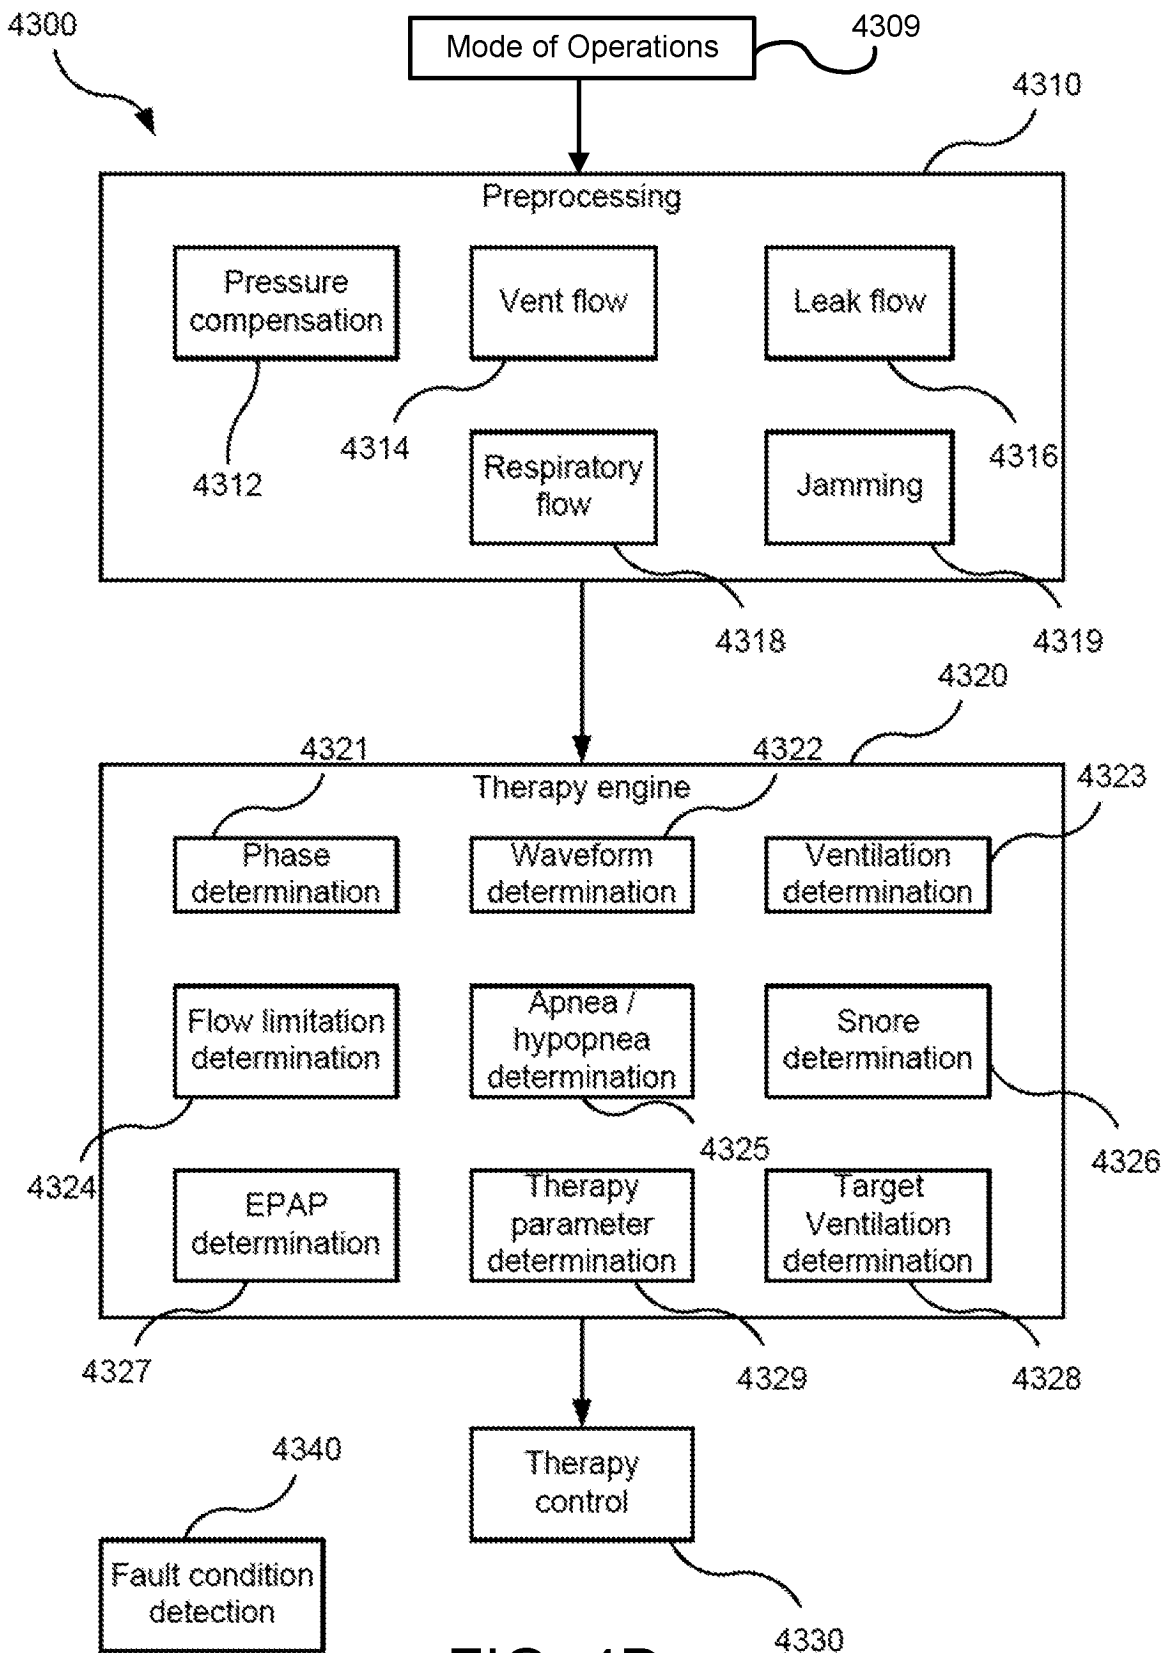 4300
Mode of Operations
4309
4310
Preprocessing
Pressure
compensation
Vent flow
Leak flow
4312
4314
4316
Respiratory
flow
Jamming
4318
4319
4320
4321
4322
4323
Therapy engine
Phase
determination
Waveform
determination
Ventilation
determination
Flow limitation
determination
Apnea /
hypopnea
determination
Snore
determination
4324
4325
4326
EPAP
determination
Therapy
parameter
determination
Target
Ventilation
determination
4327
4329
4328
4340
Therapy
control
Fault condition
detection
4330